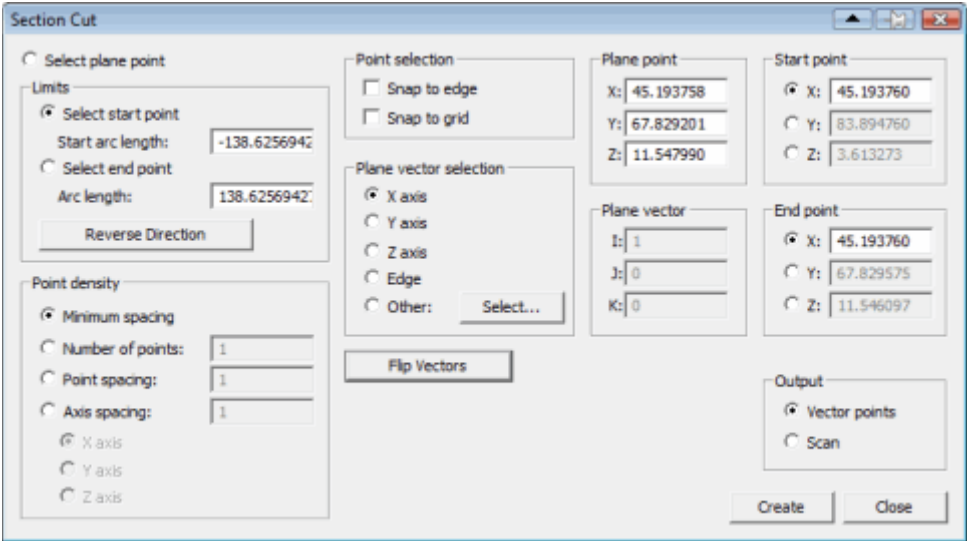 Section Cut
Select plane point
Limits
Select start point
Start arc length: -138.6256942
Select end point
Arc length: 138.62569427
Reverse Direction
Point density
Minimum spacing
Number of points: 1
Point spacing: 1
Axis spacing: 1
X axis
Y axis
Z axis
Point selection
Snap to edge
Snap to grid
Plane vector selection
X axis
Y axis
Z axis
Edge
Other: Select...
Flip Vectors
Plane point
X: 45.193758
Y: 67.829201
Z: 11.547990
Plane vector
I: 1
J: 0
K: 0
Start point
X: 45.193760
Y: 83.894760
Z: 3.613273
End point
X: 45.193760
Y: 67.829575
Z: 11.546097
Output
Vector points
Scan
Create Close